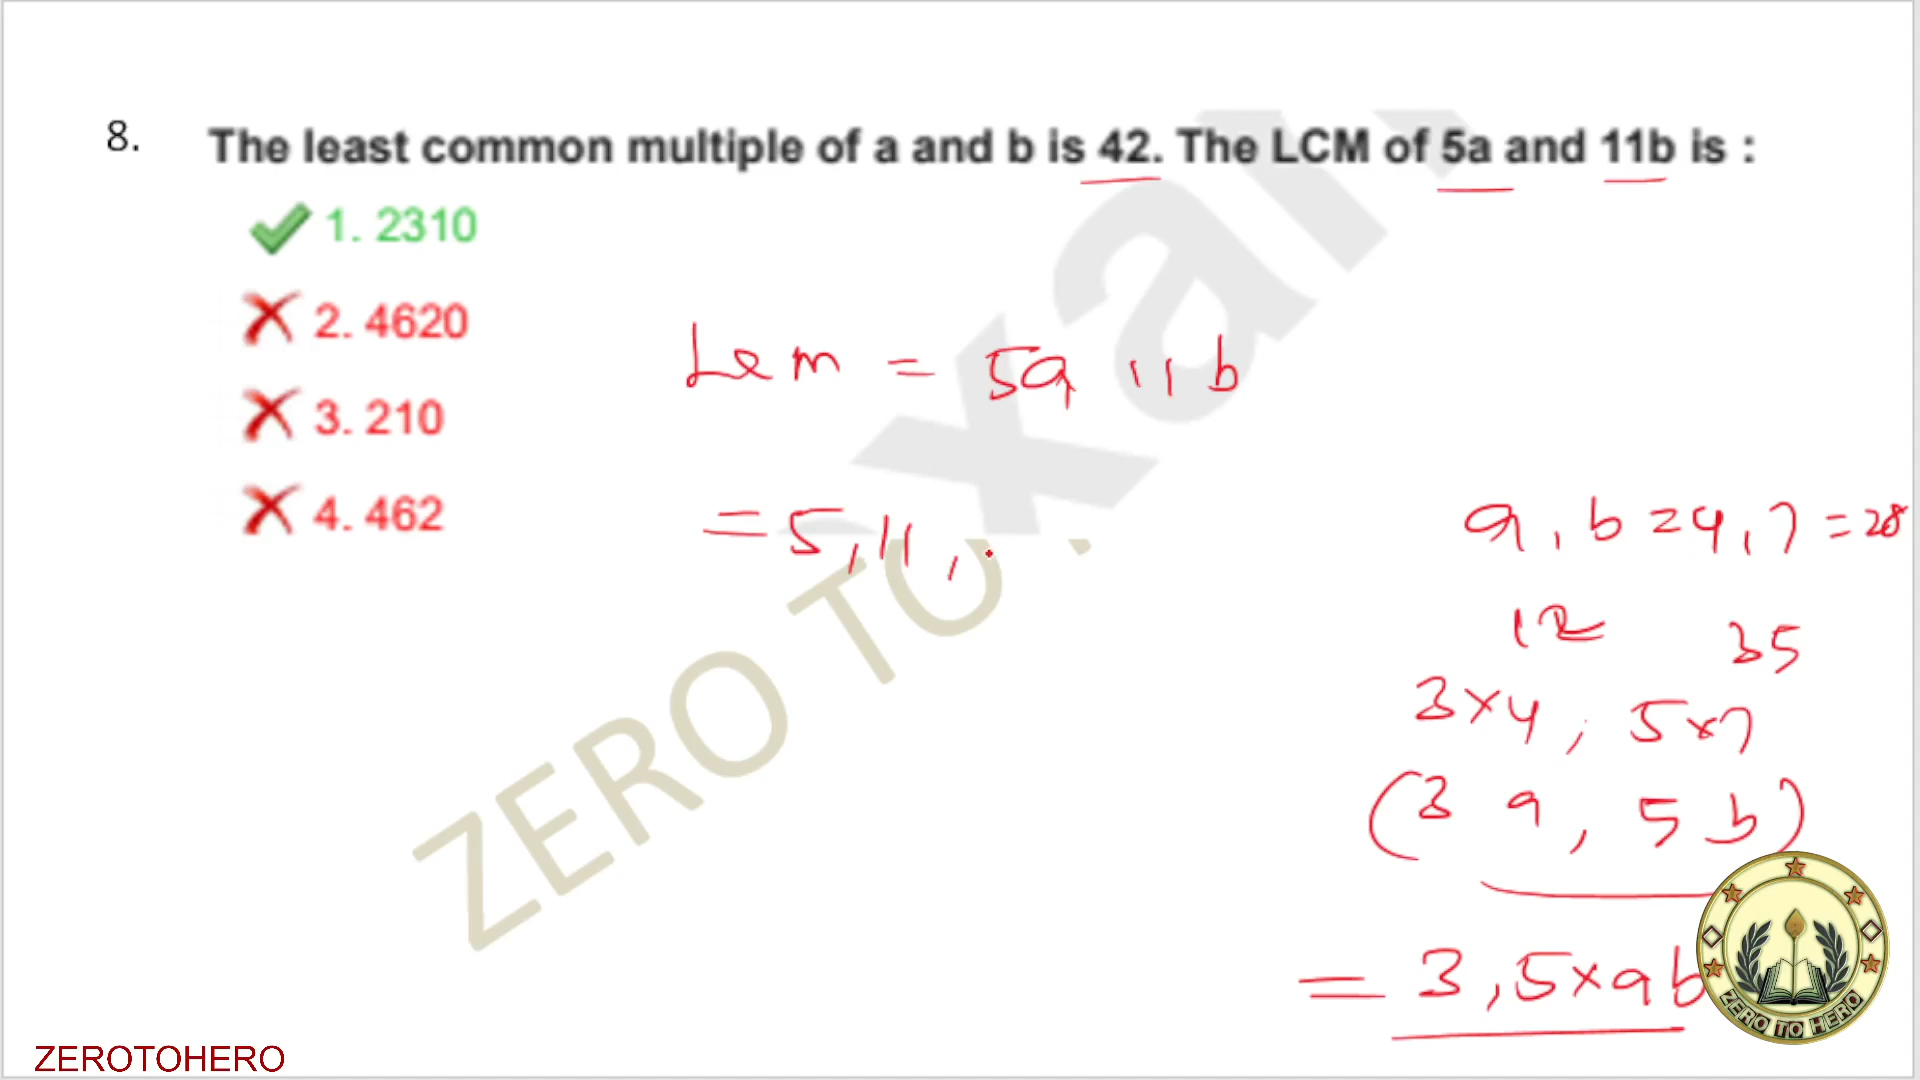 8. The least common multiple of a and b is 42. The LCM of 5a and 11b is :
1. 2310
2. 4620
3. 210
4. 462
Lcm = 5a, 11b
= 5, 11,
a, b = 4, 7 = 28
12 35
3×4, 5×7
(3 a, 5 b)
= 3,5×ab
xam
ZERO TO
ZERO TO HERO
ZEROTOHERO